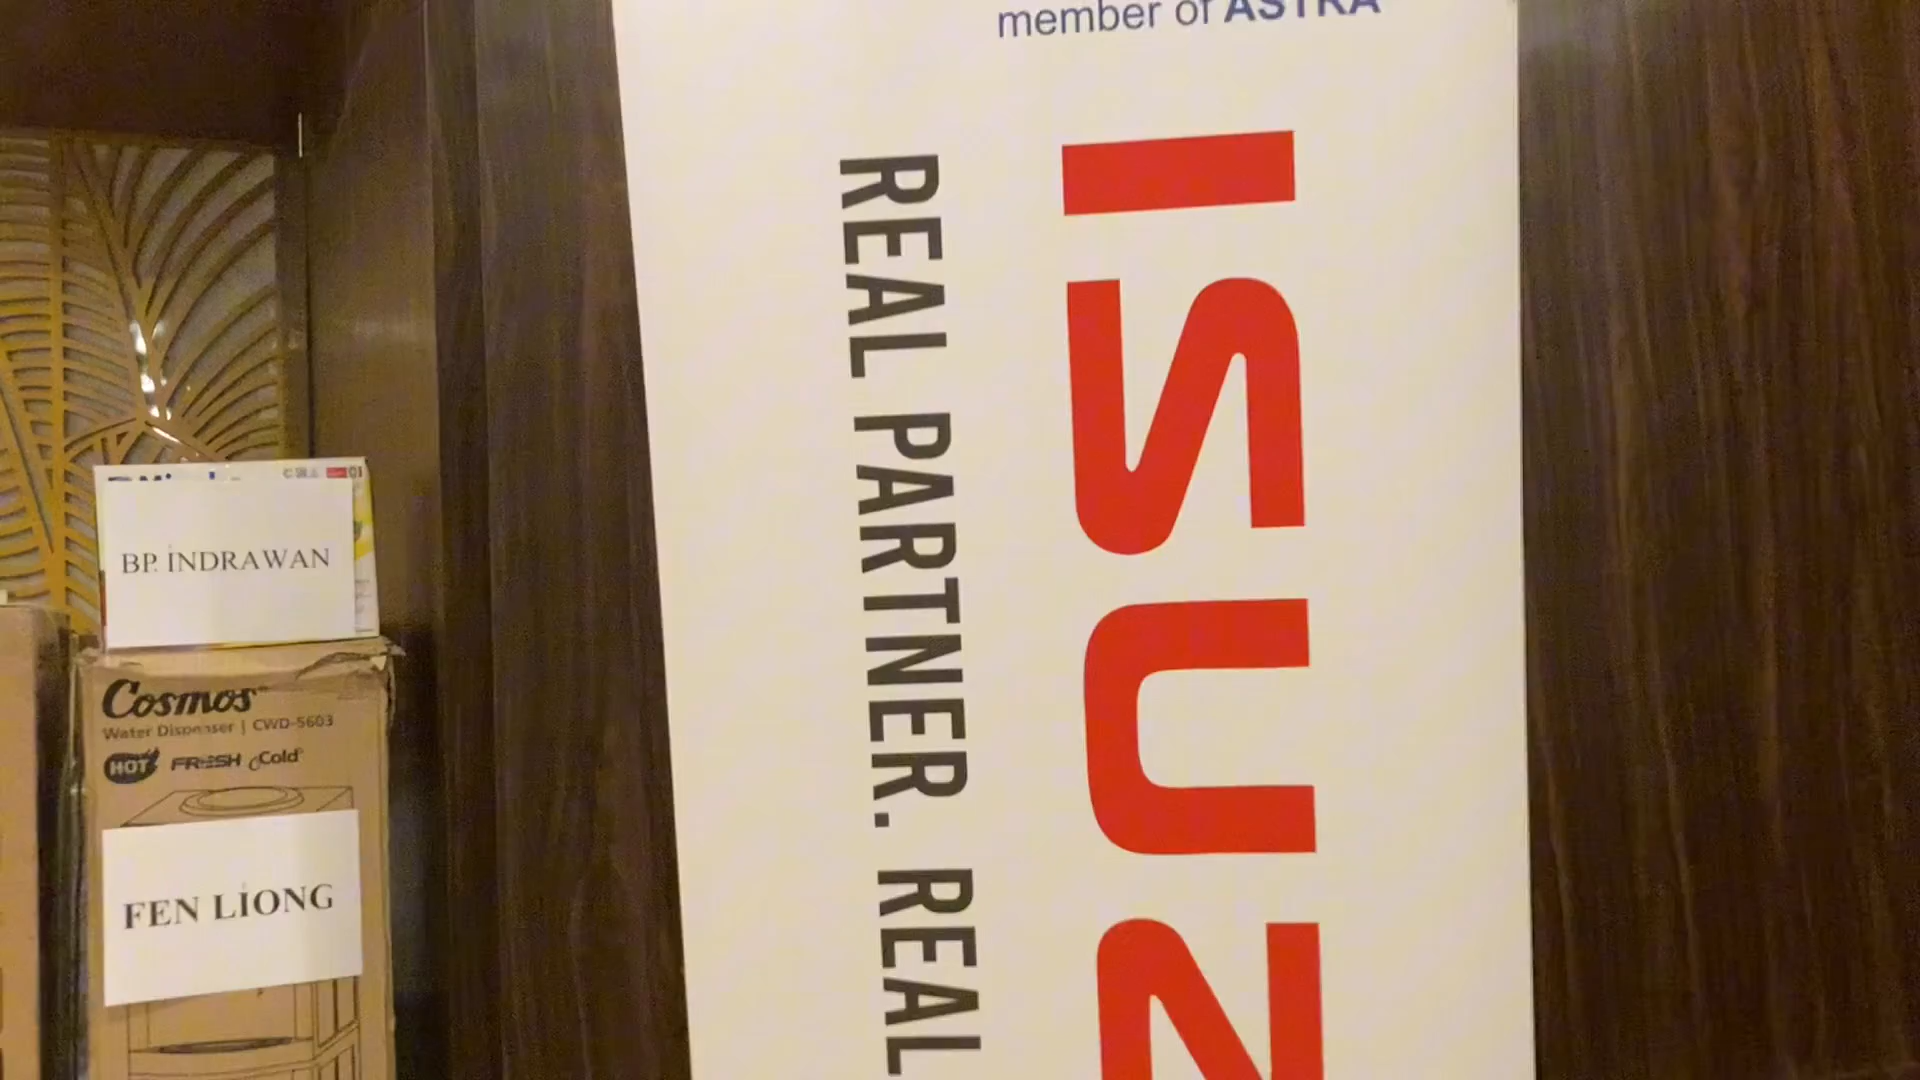 member of ASTRA
ISUZ
REAL PARTNER. REAL
BP. INDRAWAN
Cosmos
Water Dispenser | CWD-5603
HOT FRESH Cold
FEN LIONG